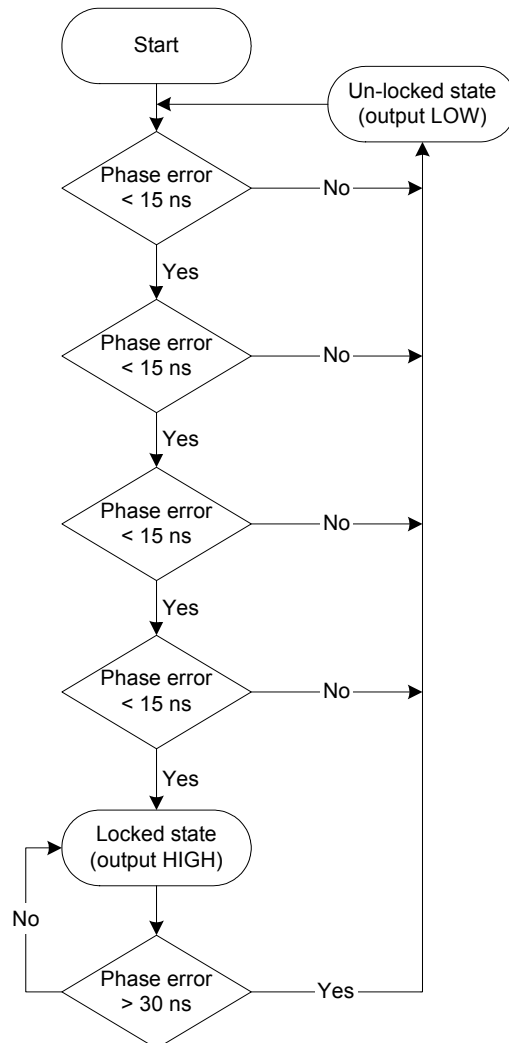 Start
Un-locked state
(output LOW)
Phase error
< 15 ns
No
Yes
Phase error
< 15 ns
No
Yes
Phase error
< 15 ns
No
Yes
Phase error
< 15 ns
No
Yes
Locked state
(output HIGH)
No
Phase error
> 30 ns
Yes